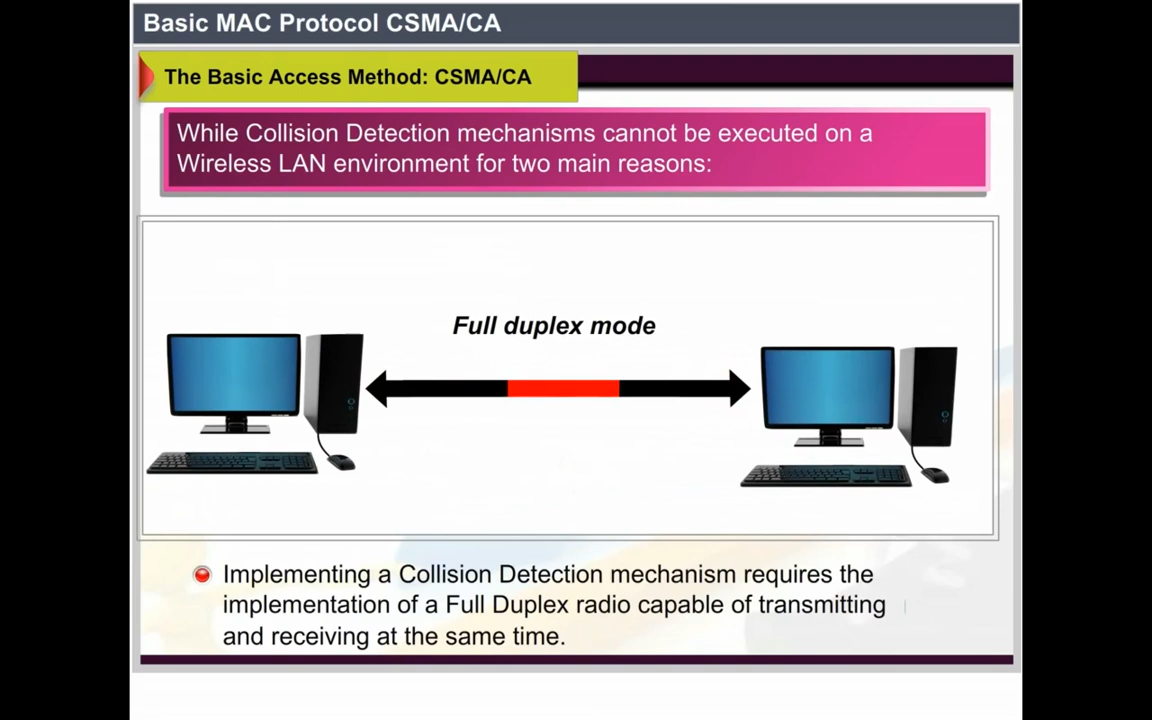 Basic MAC Protocol CSMA/CA
The Basic Access Method: CSMA/CA
While Collision Detection mechanisms cannot be executed on a
Wireless LAN environment for two main reasons:
Full duplex mode
Implementing a Collision Detection mechanism requires the
implementation of a Full Duplex radio capable of transmitting
and receiving at the same time.